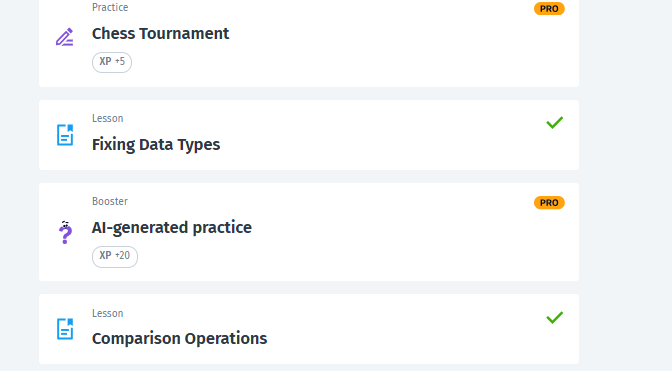 Practice
PRO
Chess Tournament
XP +5
Lesson
Fixing Data Types
Booster
PRO
AI-generated practice
XP +20
Lesson
Comparison Operations